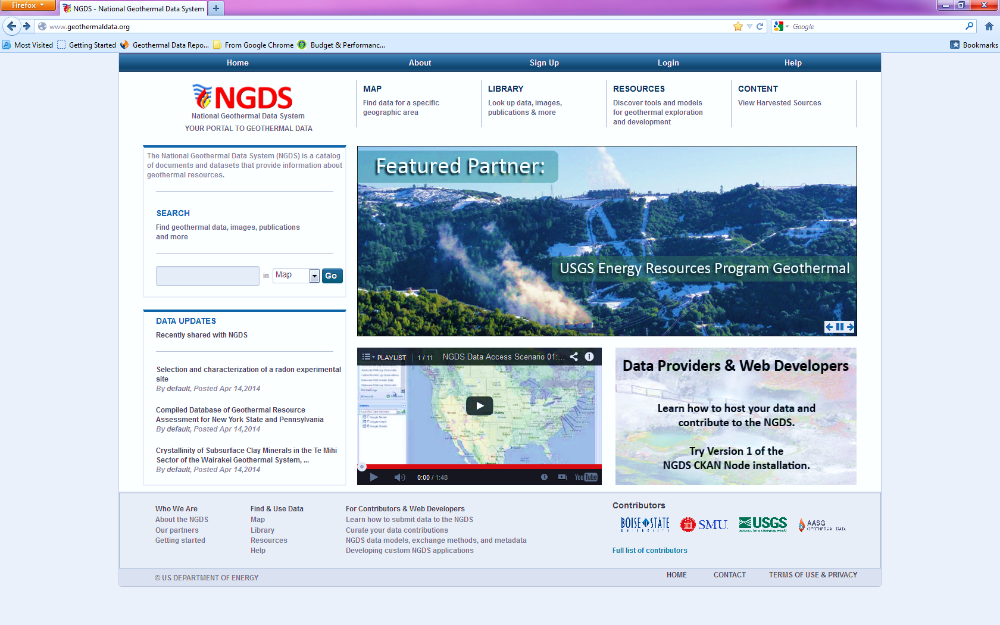 Firefox
NGDS - National Geothermal Data System
www.geothermaldata.org
Google
Most Visited
Getting Started
Geothermal Data Repo...
From Google Chrome
Budget & Performanc...
Bookmarks
Home
About
Sign Up
Login
Help
NGDS
National Geothermal Data System
YOUR PORTAL TO GEOTHERMAL DATA
MAP
Find data for a specific
geographic area
LIBRARY
Look up data, images,
publications & more
RESOURCES
Discover tools and models
for geothermal exploration
and development
CONTENT
View Harvested Sources
The National Geothermal Data System (NGDS) is a catalog
of documents and datasets that provide information about
geothermal resources.
SEARCH
Find geothermal data, images, publications
and more
in
Map
Go
Featured Partner:
USGS Energy Resources Program Geothermal
DATA UPDATES
Recently shared with NGDS
Selection and characterization of a radon experimental
site
By default, Posted Apr 14,2014
Compiled Database of Geothermal Resource
Assessment for New York State and Pennsylvania
By default, Posted Apr 14,2014
Crystallinity of Subsurface Clay Minerals in the Te Mihi
Sector of the Wairakei Geothermal System, ...
By default, Posted Apr 14,2014
PLAYLIST
1 / 11
NGDS Data Access Scenario 01:...
0:00 / 1:48
YouTube
Data Providers & Web Developers
Learn how to host your data and
contribute to the NGDS.
Try Version 1 of the
NGDS CKAN Node installation.
Who We Are
About the NGDS
Our partners
Getting started
Find & Use Data
Map
Library
Resources
Help
For Contributors & Web Developers
Learn how to submit data to the NGDS
Curate your data contributions
NGDS data models, exchange methods, and metadata
Developing custom NGDS applications
Contributors
BOISE STATE
UNIVERSITY
SMU.
USGS
science for a changing world
AASG
GEOTHERMAL DATA
Full list of contributors
© US DEPARTMENT OF ENERGY
HOME
CONTACT
TERMS OF USE & PRIVACY